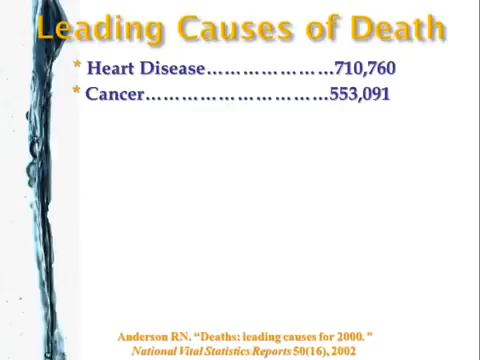 Leading Causes of Death
* Heart Disease…………………710,760
* Cancer…………………………553,091
Anderson RN. “Deaths: leading causes for 2000.”
National Vital Statistics Reports 50(16), 2002